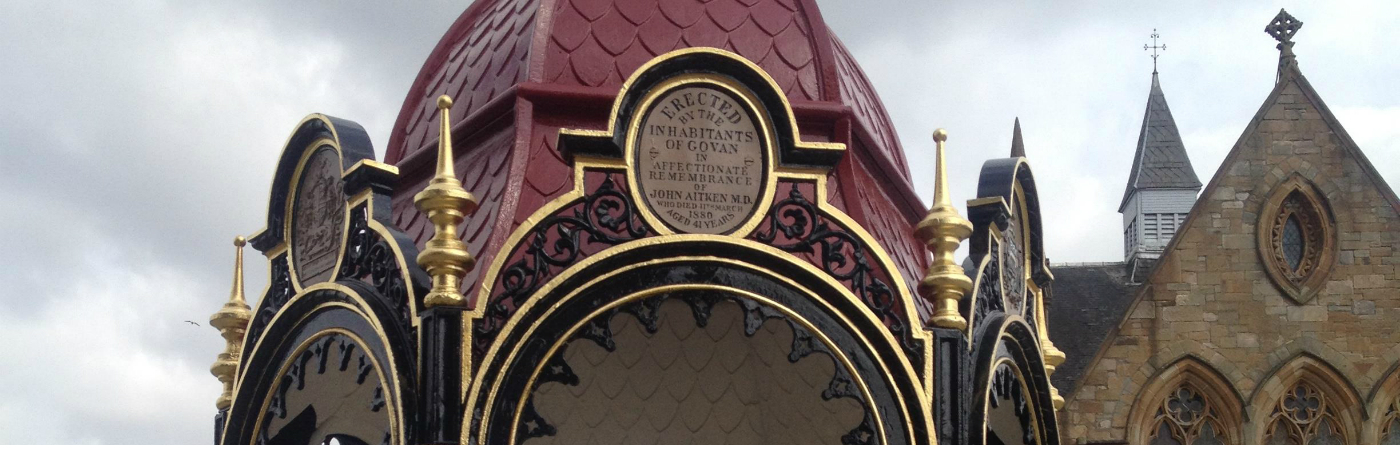 ERECTED
BY THE
INHABITANTS
OF GOVAN
IN
AFFECTIONATE
REMEMBRANCE
OF
JOHN AITKEN M.D.
WHO DIED 11TH MARCH
1880
AGED 41 YEARS